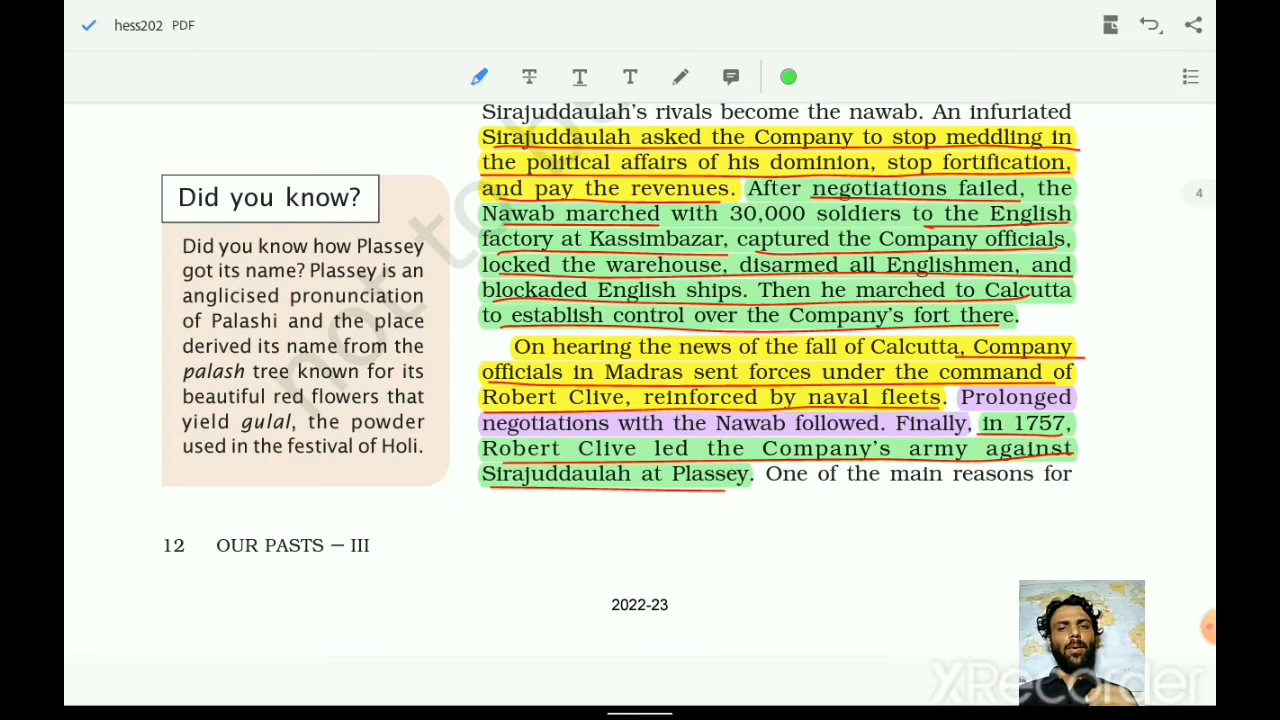 hess202 PDF
Sirajuddaulah's rivals become the nawab. An infuriated
Sirajuddaulah asked the Company to stop meddling in
the political affairs of his dominion, stop fortification,
and pay the revenues. After negotiations failed, the
Nawab marched with 30,000 soldiers to the English
factory at Kassimbazar, captured the Company officials,
locked the warehouse, disarmed all Englishmen, and
blockaded English ships. Then he marched to Calcutta
to establish control over the Company's fort there.
On hearing the news of the fall of Calcutta, Company
officials in Madras sent forces under the command of
Robert Clive, reinforced by naval fleets. Prolonged
negotiations with the Nawab followed. Finally, in 1757,
Robert Clive led the Company's army against
Sirajuddaulah at Plassey. One of the main reasons for
4
Did you know?
Did you know how Plassey
got its name? Plassey is an
anglicised pronunciation
of Palashi and the place
derived its name from the
palash tree known for its
beautiful red flowers that
yield gulal, the powder
used in the festival of Holi.
not to be
12 OUR PASTS – III
2022-23
XRecorder